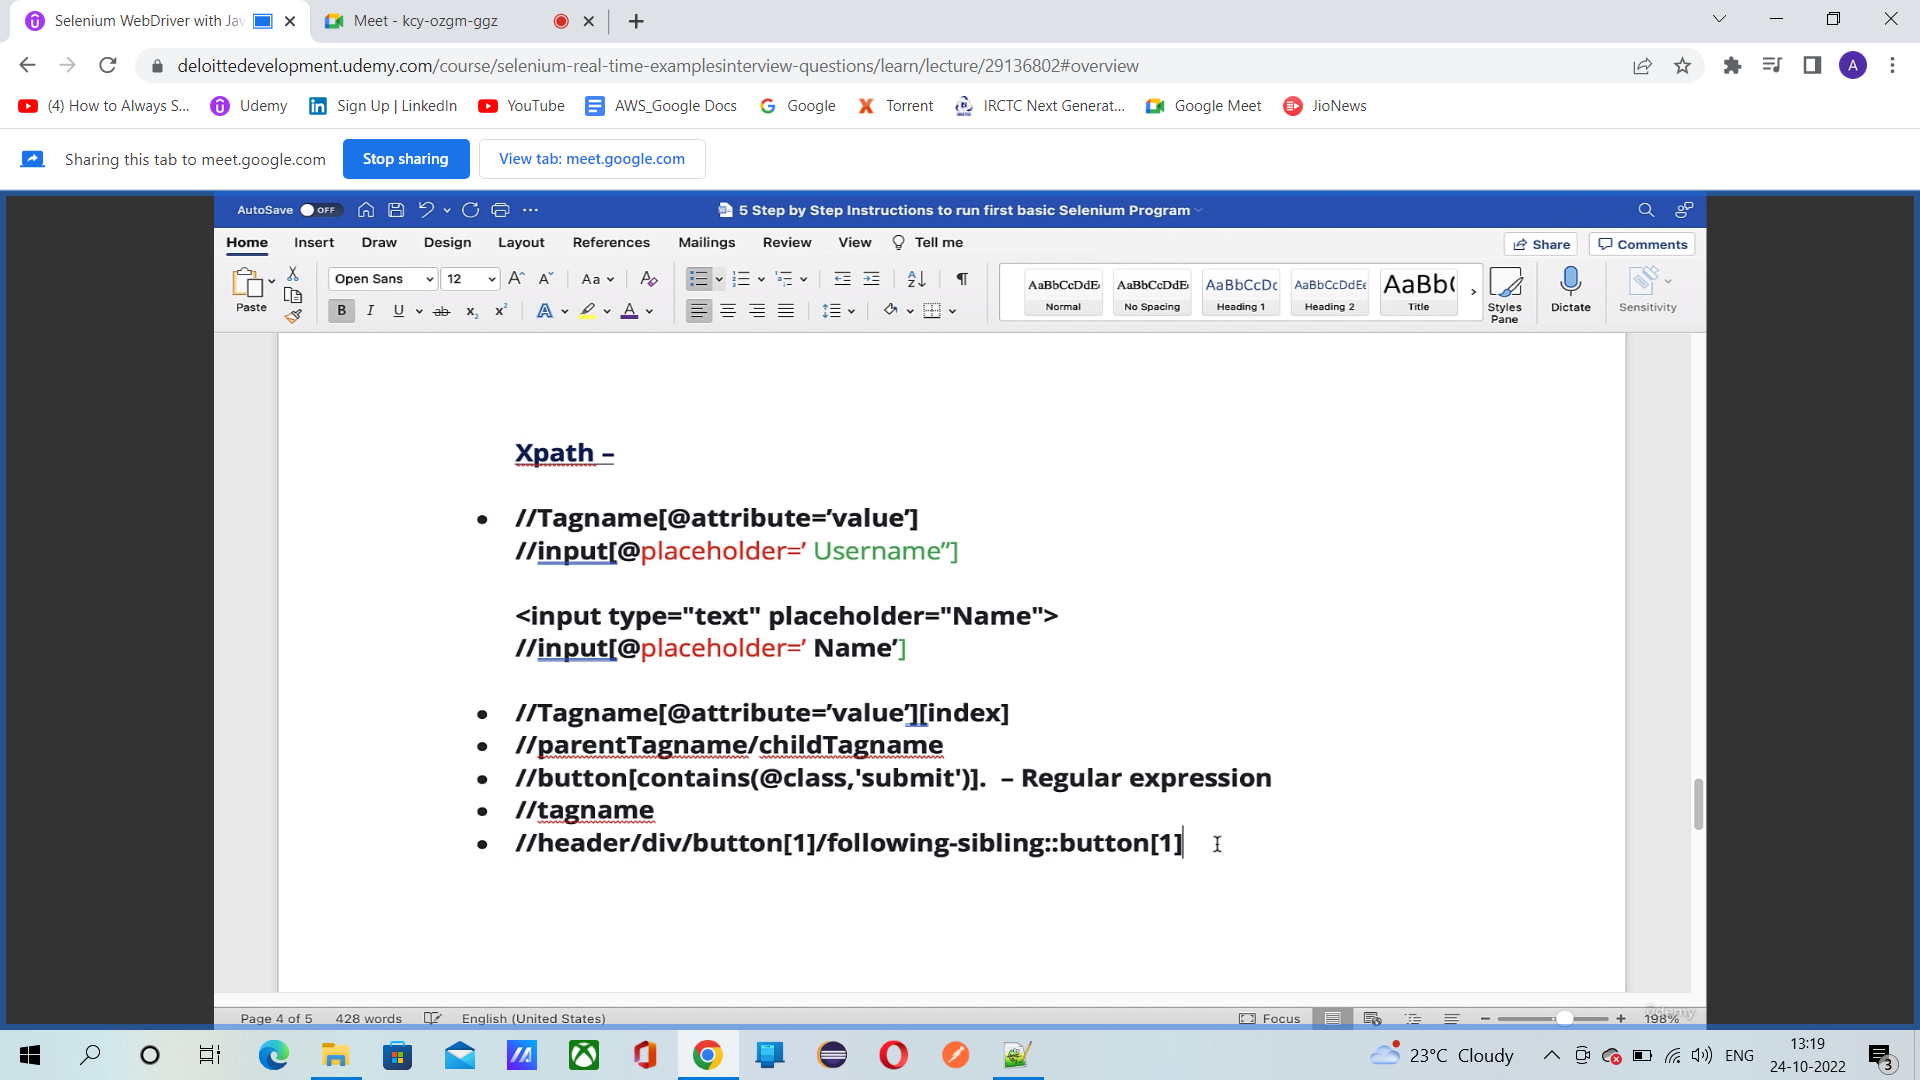 Selenium WebDriver with Jav
Meet - kcy-ozgm-ggz
deloittedevelopment.udemy.com/course/selenium-real-time-examplesinterview-questions/learn/lecture/29136802#overview
A
(4) How to Always S...
Udemy
Sign Up | LinkedIn
YouTube
AWS_Google Docs
Google
Torrent
IRCTC Next Generat...
Google Meet
JioNews
Sharing this tab to meet.google.com
Stop sharing
View tab: meet.google.com
AutoSave OFF
5 Step by Step Instructions to run first basic Selenium Program
Home Insert Draw Design Layout References Mailings Review View Tell me
Share
Comments
Paste
Open Sans
12
AaBbCcDdEe Normal
AaBbCcDdEe No Spacing
AaBbCcDc Heading 1
AaBbCcDdEe Heading 2
AaBb( Title
Styles Pane
Dictate
Sensitivity
Xpath –
• //Tagname[@attribute=’value’]
//input[@placeholder=’ Username”]
<input type="text" placeholder="Name">
//input[@placeholder=’ Name’]
• //Tagname[@attribute=’value’][index]
• //parentTagname/childTagname
• //button[contains(@class,'submit')].  – Regular expression
• //tagname
• //header/div/button[1]/following-sibling::button[1]
Page 4 of 5
428 words
English (United States)
Focus
198%
udemy
23°C Cloudy
ENG
13:19
24-10-2022
3